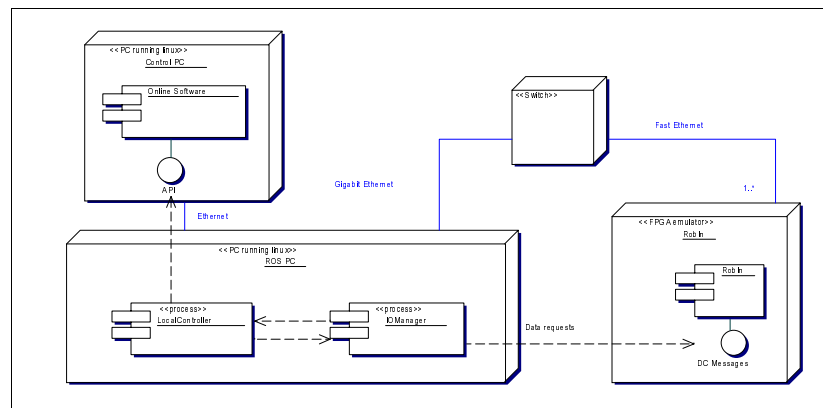 <<PC running linux>>
Control PC
Online Software
API
Ethernet
Gigabit Ethernet
<<Switch>>
Fast Ethernet
1..*
<<PC running linux>>
ROS PC
<<process>>
LocalController
<<process>>
IOManager
Data requests
<<FPGA emulator>>
RobIn
RobIn
DC Messages